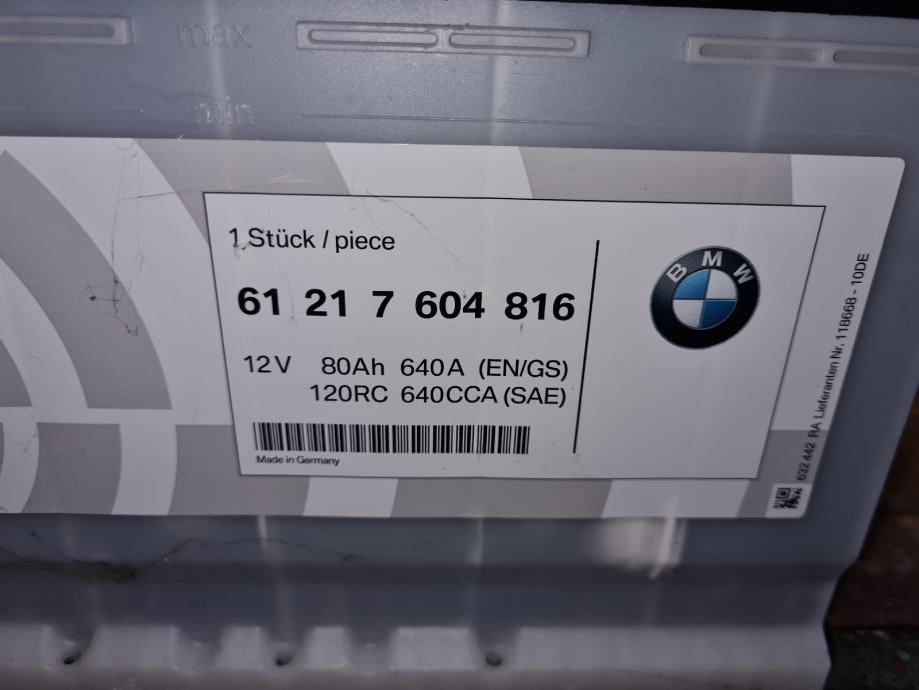 max
min
1 Stück / piece
61 21 7 604 816
12V 80Ah 640A (EN/GS)
120RC 640CCA (SAE)
Made in Germany
BMW
632 442 RA Lieferanten Nr. 118668 - 10DE